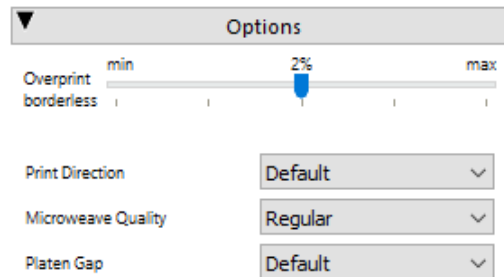 Options
min 2% max
Overprint
borderless
Print Direction Default
Microweave Quality Regular
Platen Gap Default